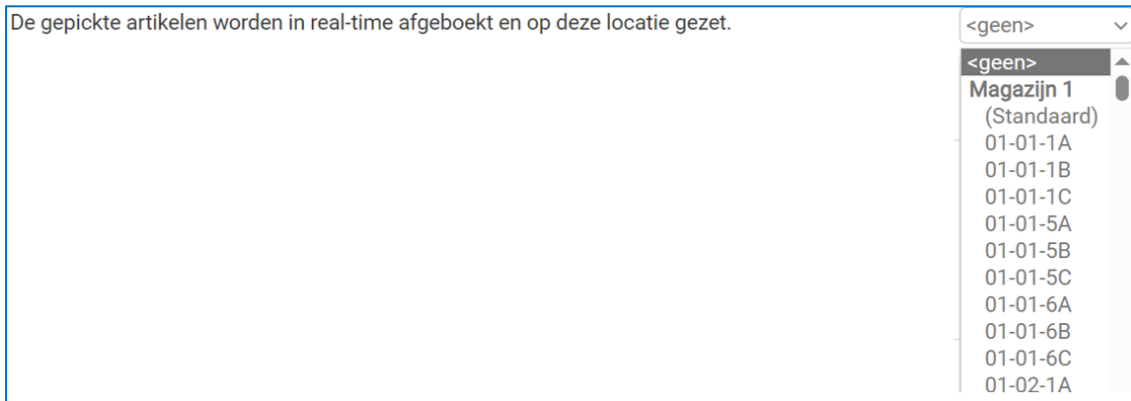 De gepickte artikelen worden in real-time afgeboekt en op deze locatie gezet.
<geen>
<geen>
Magazijn 1
(Standaard)
01-01-1A
01-01-1B
01-01-1C
01-01-5A
01-01-5B
01-01-5C
01-01-6A
01-01-6B
01-01-6C
01-02-1A